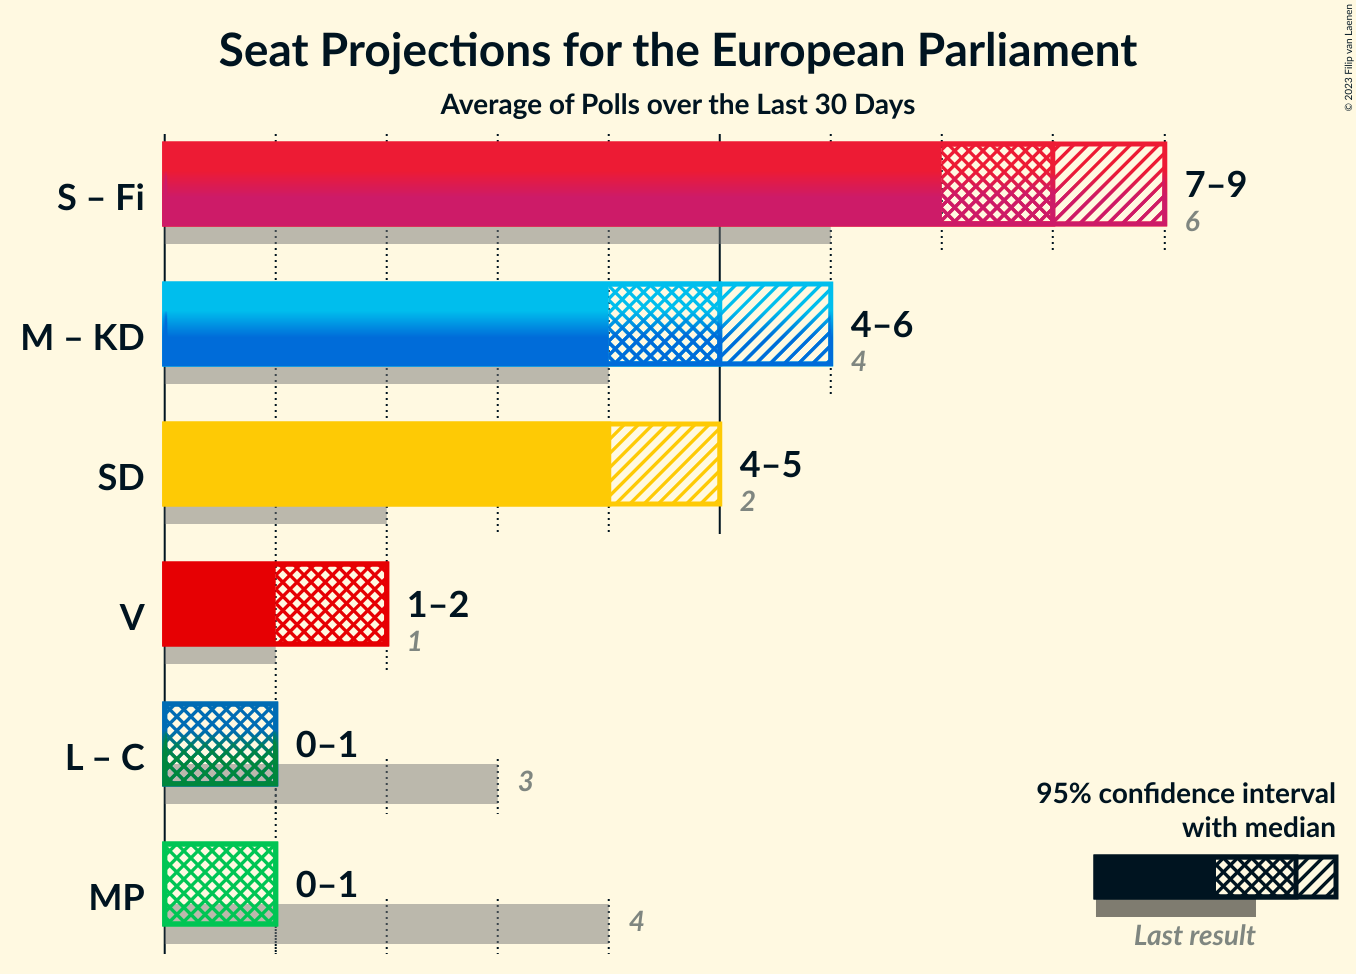 Seat Projections for the European Parliament
Average of Polls over the Last 30 Days
© 2023 Filip van Laenen
S – Fi
7–9
6
M – KD
4–6
4
SD
4–5
2
V
1–2
1
L – C
0–1
3
MP
0–1
4
95% confidence interval
with median
Last result